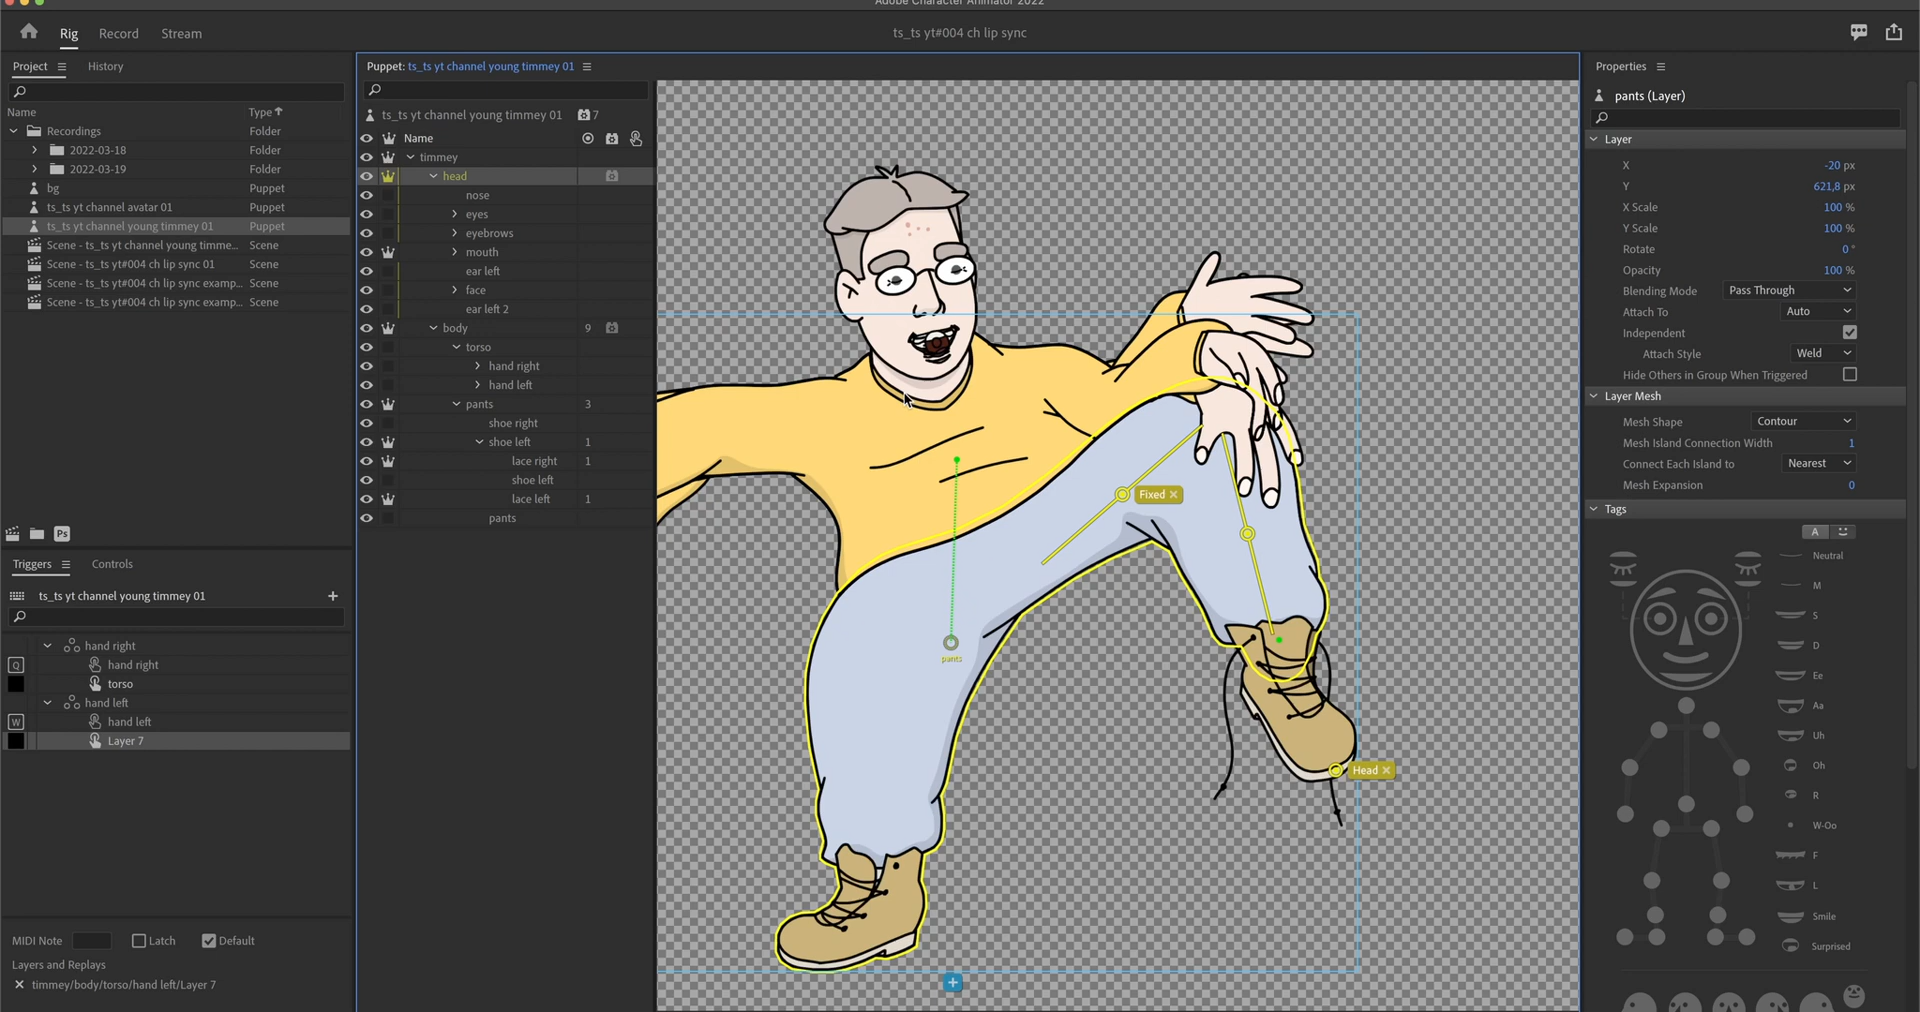 Adobe Character Animator 2022
Rig
Record
Stream
ts_ts yt#004 ch lip sync
Project
History
Name
Type
Recordings
Folder
2022-03-18
Folder
2022-03-19
Folder
bg
Puppet
ts_ts yt channel avatar 01
Puppet
ts_ts yt channel young timmey 01
Puppet
Scene - ts_ts yt channel young timme...
Scene
Scene - ts_ts yt#004 ch lip sync 01
Scene
Scene - ts_ts yt#004 ch lip sync examp...
Scene
Scene - ts_ts yt#004 ch lip sync examp...
Scene
Ps
Triggers
Controls
ts_ts yt channel young timmey 01
hand right
Q
hand right
torso
hand left
W
hand left
Layer 7
MIDI Note
Latch
Default
Layers and Replays
timmey/body/torso/hand left/Layer 7
Puppet: ts_ts yt channel young timmey 01
ts_ts yt channel young timmey 01
7
Name
timmey
head
nose
eyes
eyebrows
mouth
ear left
face
ear left 2
body
9
torso
hand right
hand left
pants
3
shoe right
shoe left
1
lace right
1
shoe left
lace left
1
pants
Fixed
pants
Head
Properties
pants (Layer)
Layer
X
-20 px
Y
621,8 px
X Scale
100 %
Y Scale
100 %
Rotate
0 °
Opacity
100 %
Blending Mode
Pass Through
Attach To
Auto
Independent
Attach Style
Weld
Hide Others in Group When Triggered
Layer Mesh
Mesh Shape
Contour
Mesh Island Connection Width
1
Connect Each Island to
Nearest
Mesh Expansion
0
Tags
A
Neutral
M
S
D
Ee
Aa
Uh
Oh
R
W-Oo
F
L
Smile
Surprised